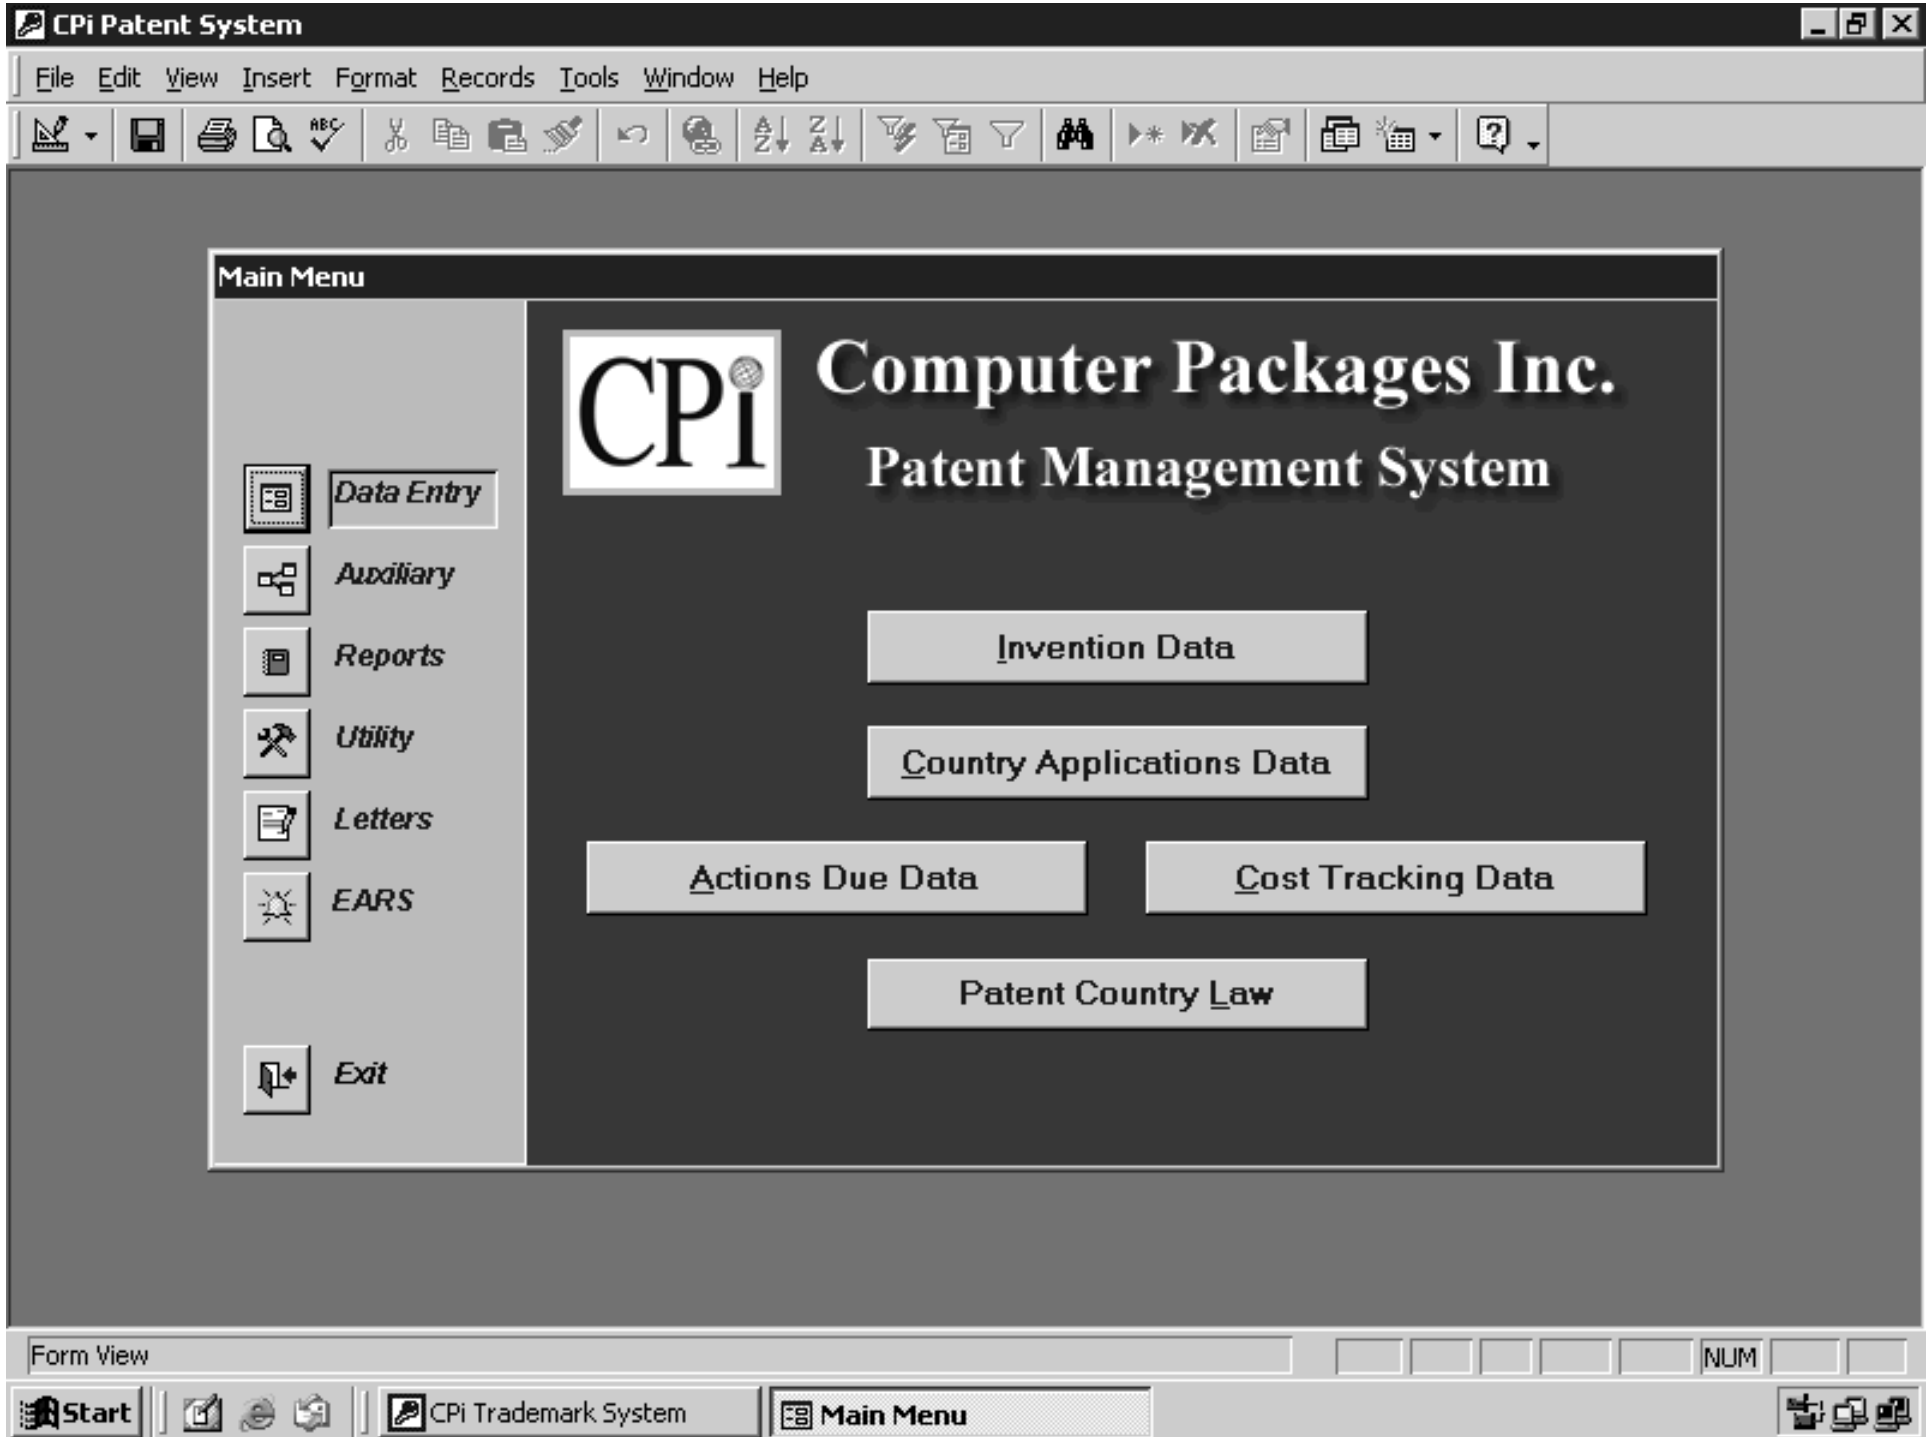 CPi Patent System
File Edit View Insert Format Records Tools Window Help
ABC
A Z Z A
Main Menu
CPi
Computer Packages Inc.
Patent Management System
Data Entry
Auxiliary
Reports
Utility
Letters
EARS
Exit
Invention Data
Country Applications Data
Actions Due Data
Cost Tracking Data
Patent Country Law
Form View
NUM
Start
CPi Trademark System
Main Menu